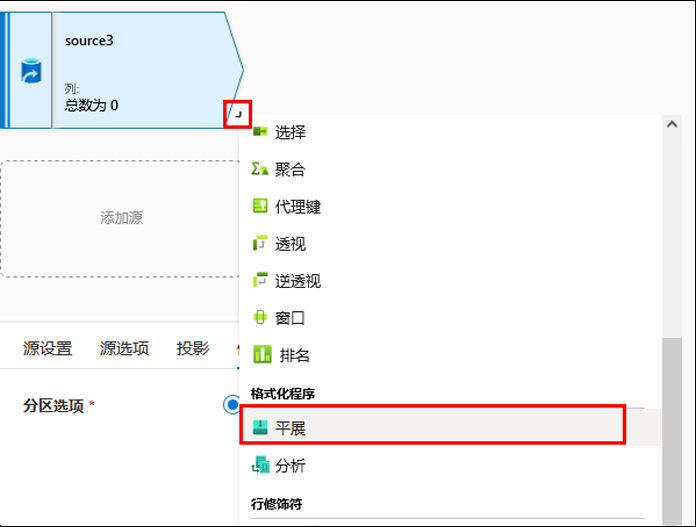 source3
列:
总数为 0
添加源
选择
聚合
代理键
透视
逆透视
窗口
排名
格式化程序
平展
分析
行修饰符
源设置 源选项 投影
分区选项 *